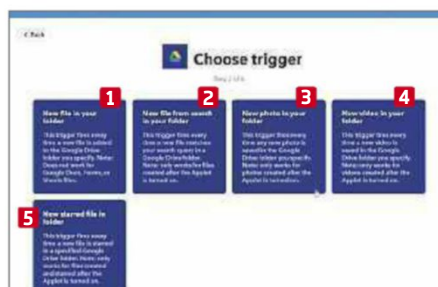 Back
Choose trigger
1
New file in your
folder
This trigger fires every
time a new file is added
to the Google Drive
folder you specify. Note:
Does not work for
Google Docs, Forms, or
Sheets files.
2
New file from search
in your folder
This trigger fires every
time a new file matches
your search query in a
Google Drive folder.
Note: only works for files
created after the Applet
is turned on.
3
New photo in your
folder
This trigger fires every
time any new photo is
saved in the Google
Drive folder you specify.
Note: only works for
photos created after the
Applet is turned on.
4
New video in your
folder
This trigger fires every
time a new video is
saved in the Google
Drive folder you specify.
Note: only works for
videos created after the
Applet is turned on.
5
New starred file in
folder
This trigger fires every
time a new file is starred
in a specified Google
Drive folder. Note: only
works for files created
and starred after the
Applet is turned on.